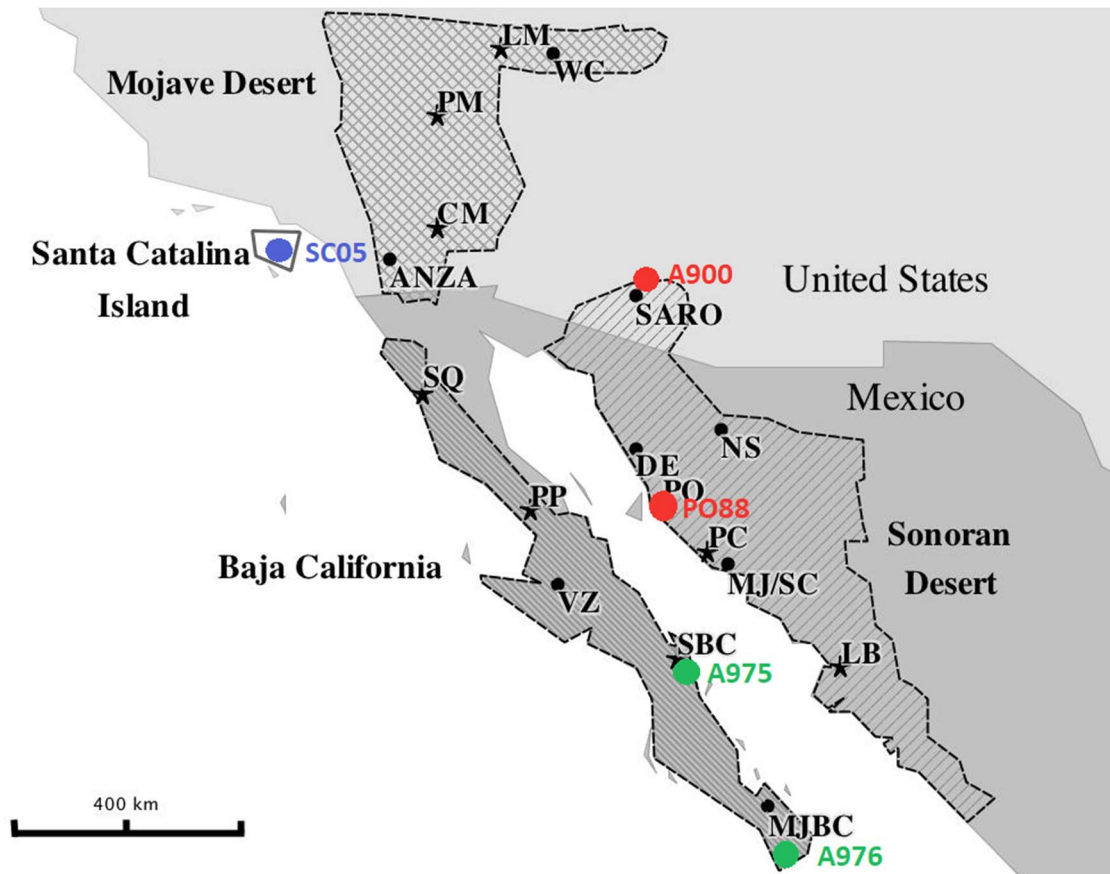 LM
WC
Mojave Desert
PM
CM
Santa Catalina
Island
SC05
ANZA
A900
SARO
United States
SQ
Mexico
NS
DE
PO
PO88
PP
PC
MJ/SC
Sonoran
Desert
Baja California
VZ
SBC
A975
LB
400 km
MJBC
A976